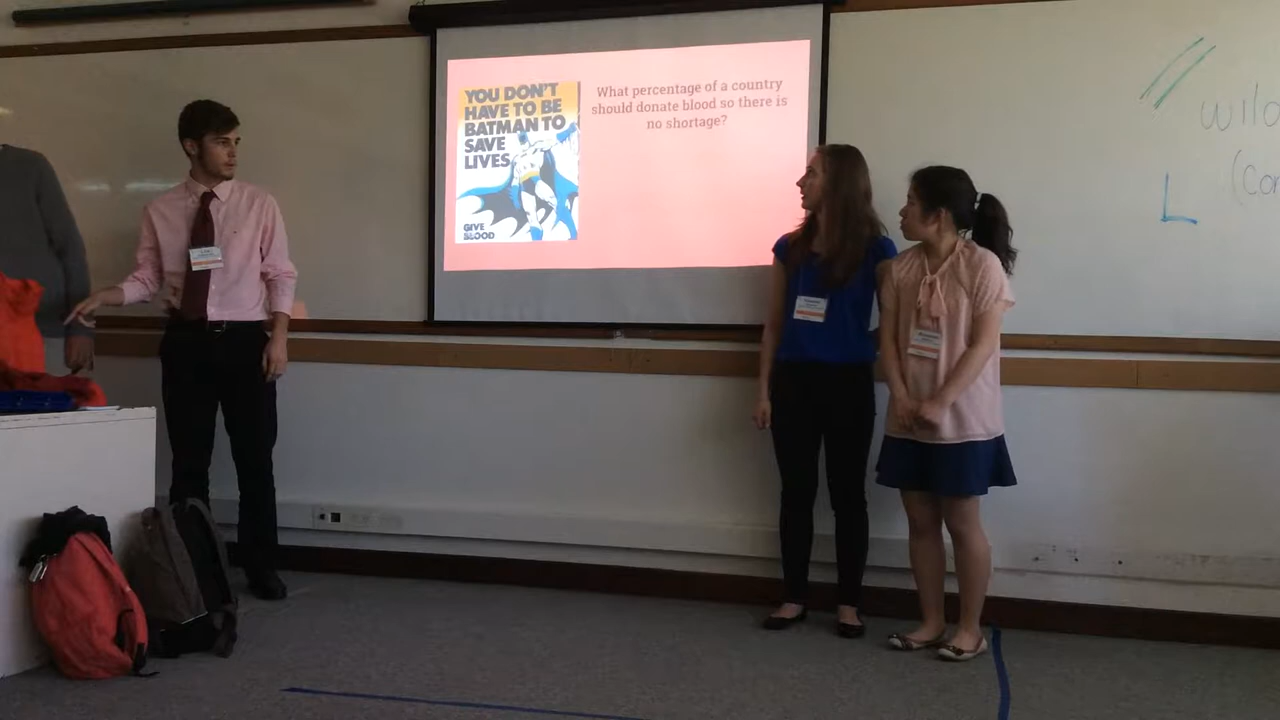 YOU DON'T
HAVE TO BE
BATMAN TO
SAVE
LIVES
GIVE
BLOOD
What percentage of a country
should donate blood so there is
no shortage?